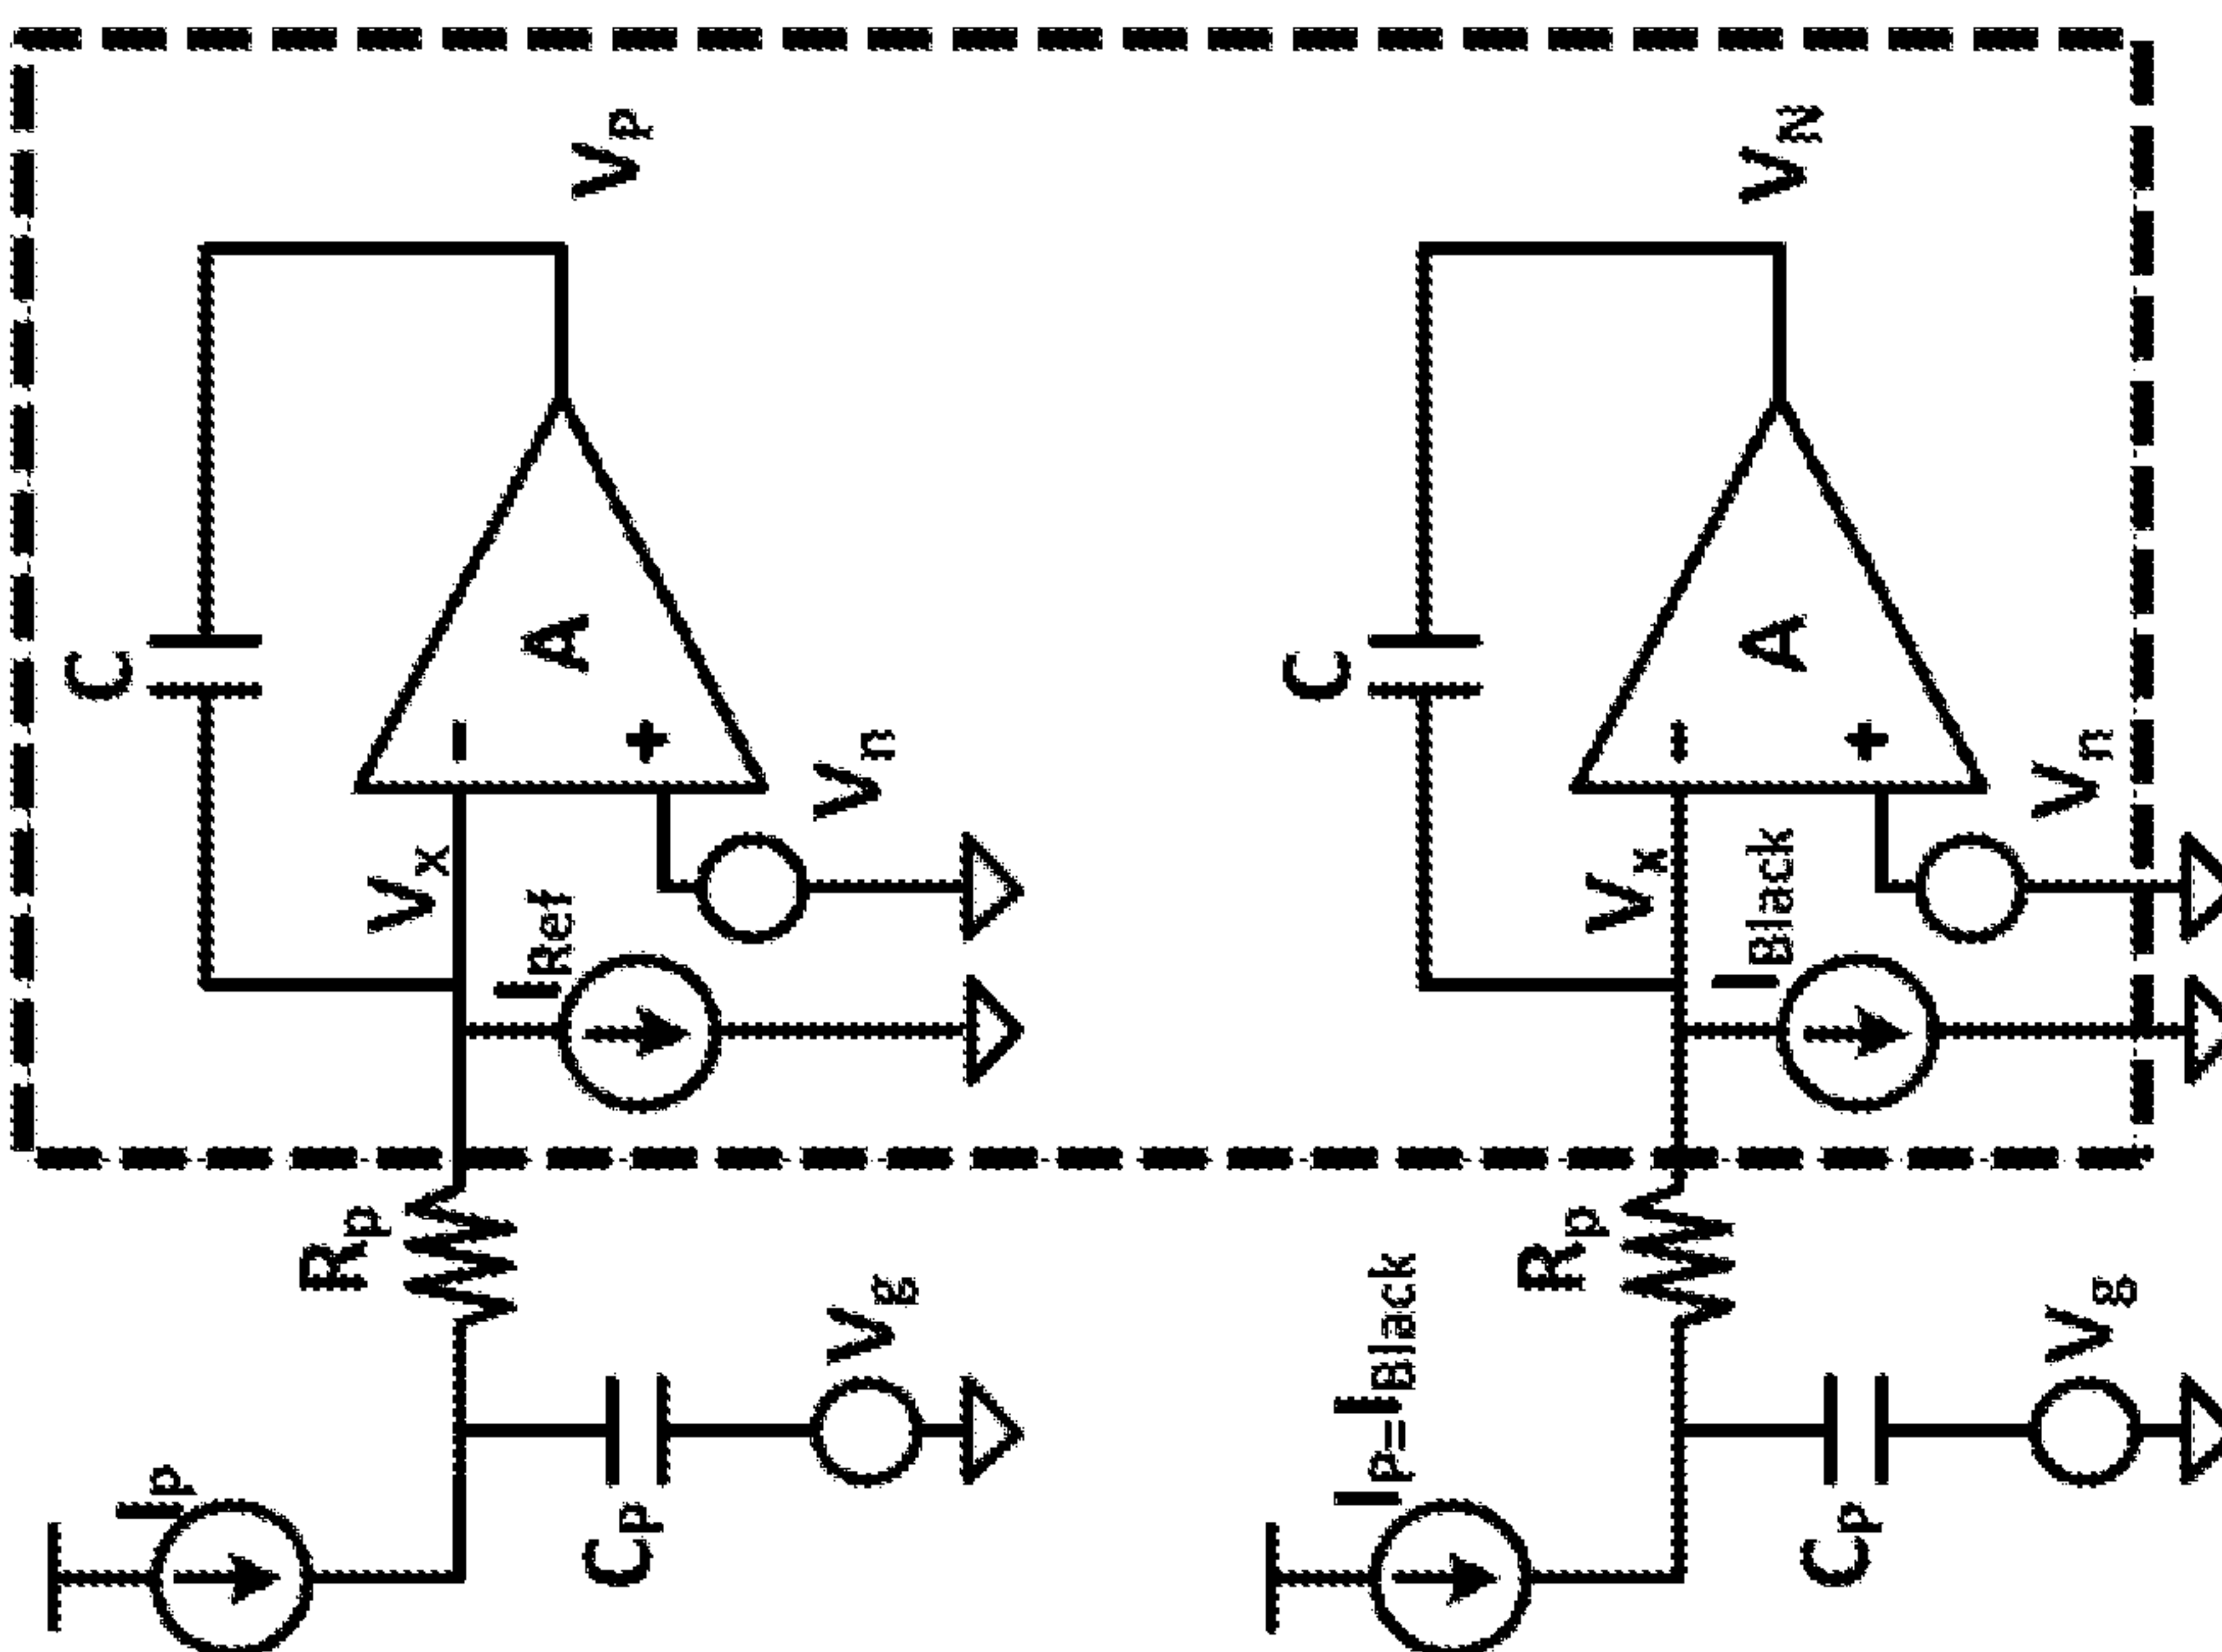 C
V_P
A
-
+
V_x
I_Ref
V_n
R_p
I_p
C_p
V_g
C
V_N
A
-
+
V_x
I_Black
V_n
R_p
I_P=I_Black
C_p
V_g